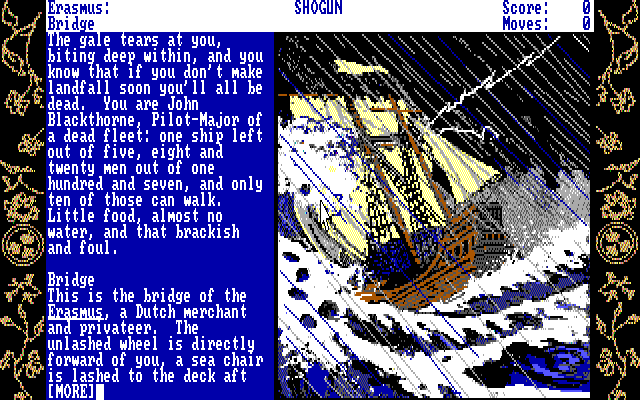 Erasmus: SHOGUN Score: 0
Bridge Moves: 0
The gale tears at you,
biting deep within, and you
know that if you don't make
landfall soon you'll all be
dead. You are John
Blackthorne, Pilot-Major of
a dead fleet: one ship left
out of five, eight and
twenty men out of one
hundred and seven, and only
ten of those can walk.
Little food, almost no
water, and that brackish
and foul.
Bridge
This is the bridge of the
Erasmus, a Dutch merchant
and privateer. The
unlashed wheel is directly
forward of you, a sea chair
is lashed to the deck aft
[MORE]